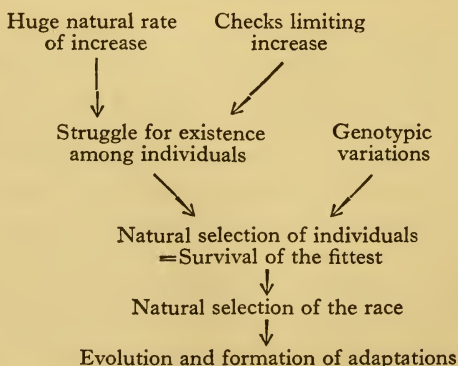 Huge natural rate
of increase
Checks limiting
increase
Struggle for existence
among individuals
Genotypic
variations
Natural selection of individuals
=Survival of the fittest
Natural selection of the race
Evolution and formation of adaptations